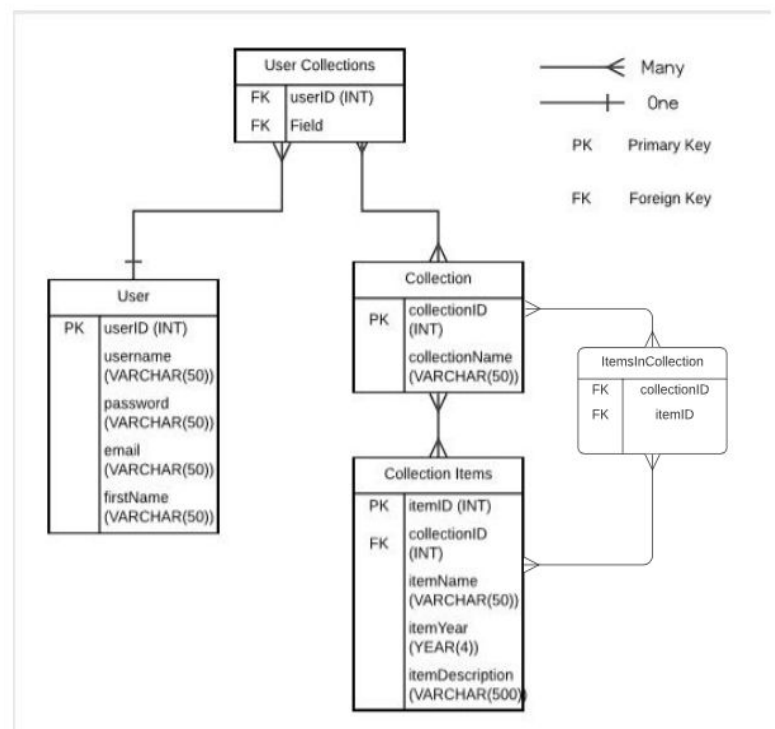 User Collections
FK userID (INT)
FK Field
Many
One
PK Primary Key
FK Foreign Key
User
PK userID (INT)
username
(VARCHAR(50))
password
(VARCHAR(50))
email
(VARCHAR(50))
firstName
(VARCHAR(50))
Collection
PK collectionID
(INT)
collectionName
(VARCHAR(50))
ItemsInCollection
FK collectionID
FK itemID
Collection Items
PK itemID (INT)
FK collectionID
(INT)
itemName
(VARCHAR(50))
itemYear
(YEAR(4))
itemDescription
(VARCHAR(500))